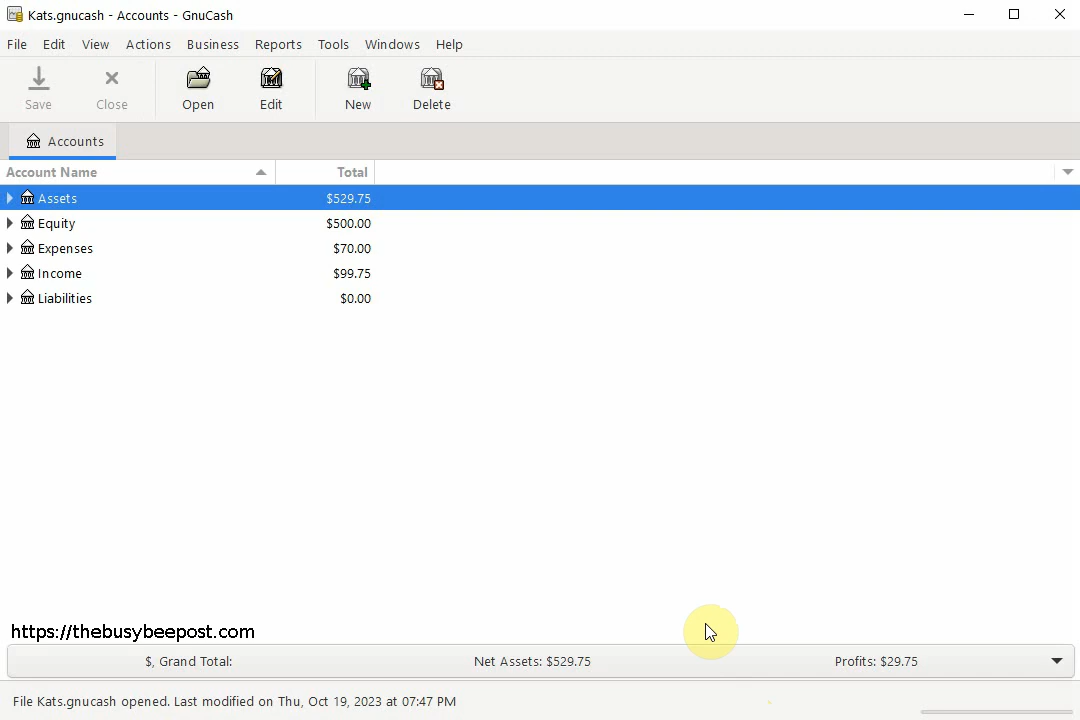 Kats.gnucash - Accounts - GnuCash
File Edit View Actions Business Reports Tools Windows Help
Save Close Open Edit New Delete
Accounts
Account Name Total
Assets $529.75
Equity $500.00
Expenses $70.00
Income $99.75
Liabilities $0.00
https://thebusybeepost.com
$, Grand Total: Net Assets: $529.75 Profits: $29.75
File Kats.gnucash opened. Last modified on Thu, Oct 19, 2023 at 07:47 PM